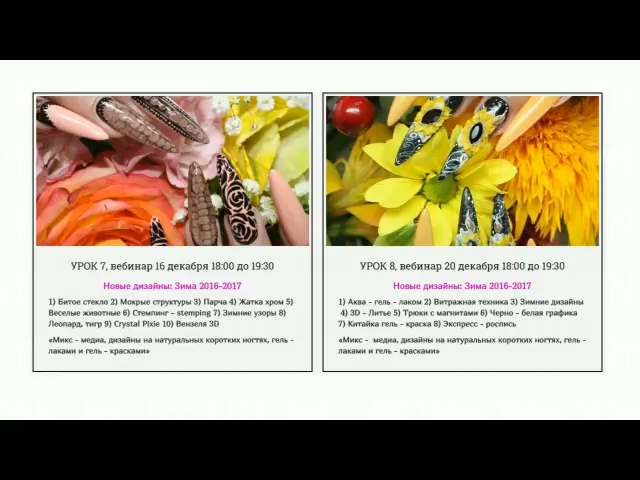 УРОК 7, вебинар 16 декабря 18:00 до 19:30
Новые дизайны: Зима 2016-2017
1) Битое стекло 2) Мокрые структуры 3) Парча 4) Жатка хром 5)
Веселые животные 6) Стемпинг - stemping 7) Зимние узоры 8)
Леопард, тигр 9) Crystal Pixie 10) Вензеля 3D
«Микс - медиа, дизайны на натуральных коротких ногтях, гель -
лаками и гель - красками»
УРОК 8, вебинар 20 декабря 18:00 до 19:30
Новые дизайны: Зима 2016-2017
1) Аква - гель - лаком 2) Витражная техника 3) Зимние дизайны
4) 3D - Литье 5) Трюки с магнитами 6) Черно - белая графика
7) Китайка гель - краска 8) Экспресс - роспись
«Микс - медиа, дизайны на натуральных коротких ногтях, гель -
лаками и гель - красками»